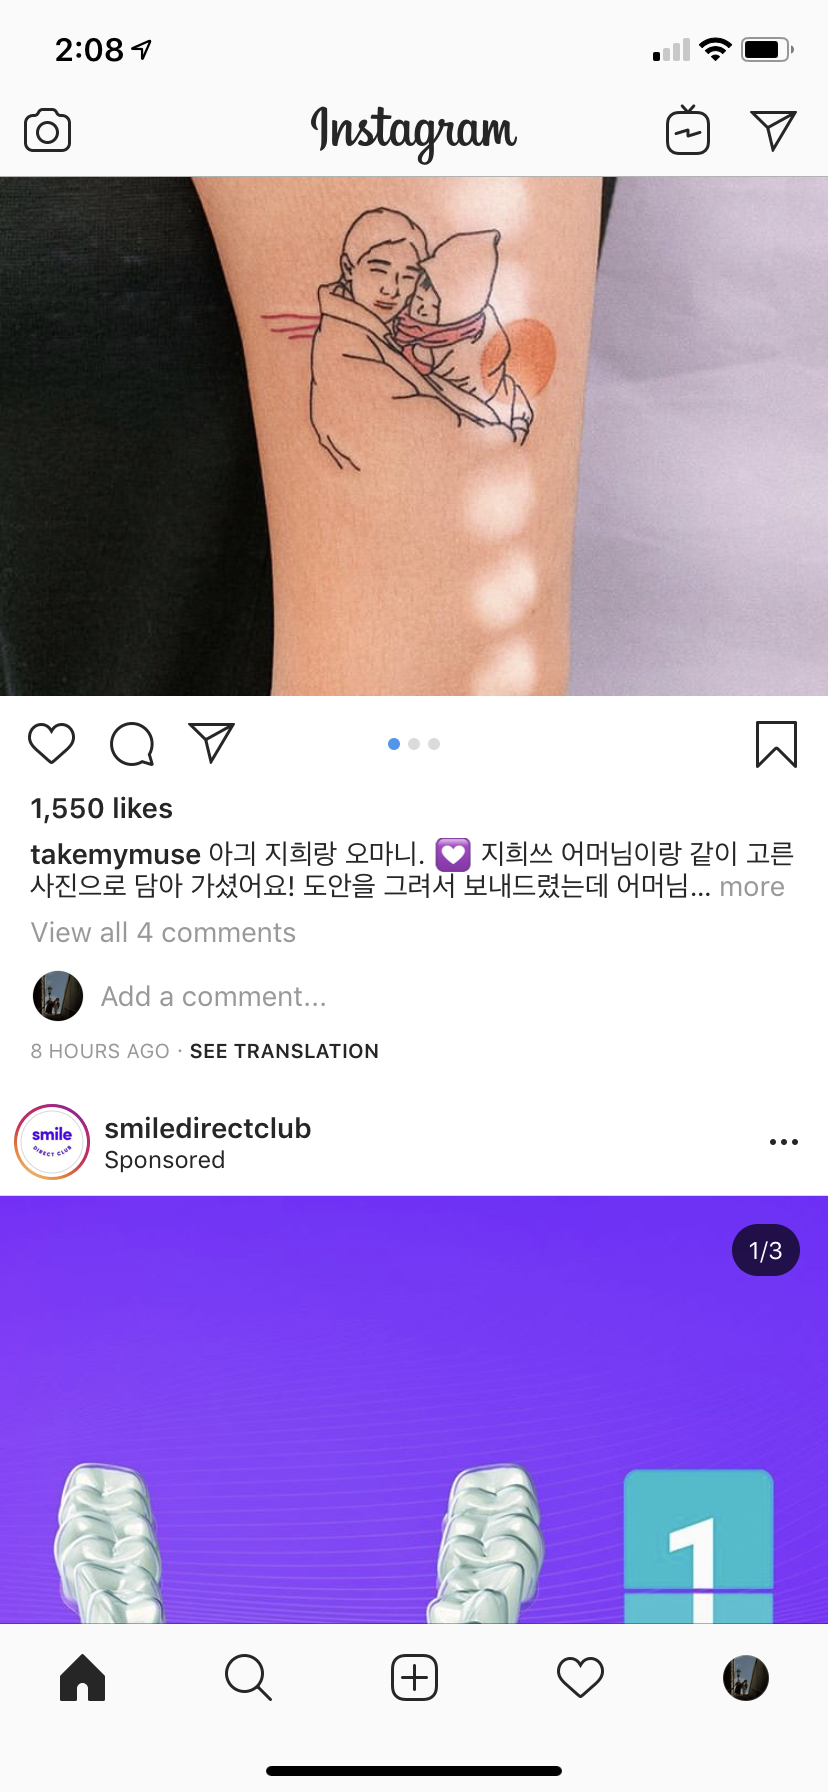 2:08
Instagram
1,550 likes
takemymuse 아긔 지희랑 오마니. 💟 지희쓰 어머님이랑 같이 고른
사진으로 담아 가셨어요! 도안을 그려서 보내드렸는데 어머님... more
View all 4 comments
Add a comment...
8 HOURS AGO · SEE TRANSLATION
smile
DIRECT CLUB
smiledirectclub
Sponsored
1/3
1